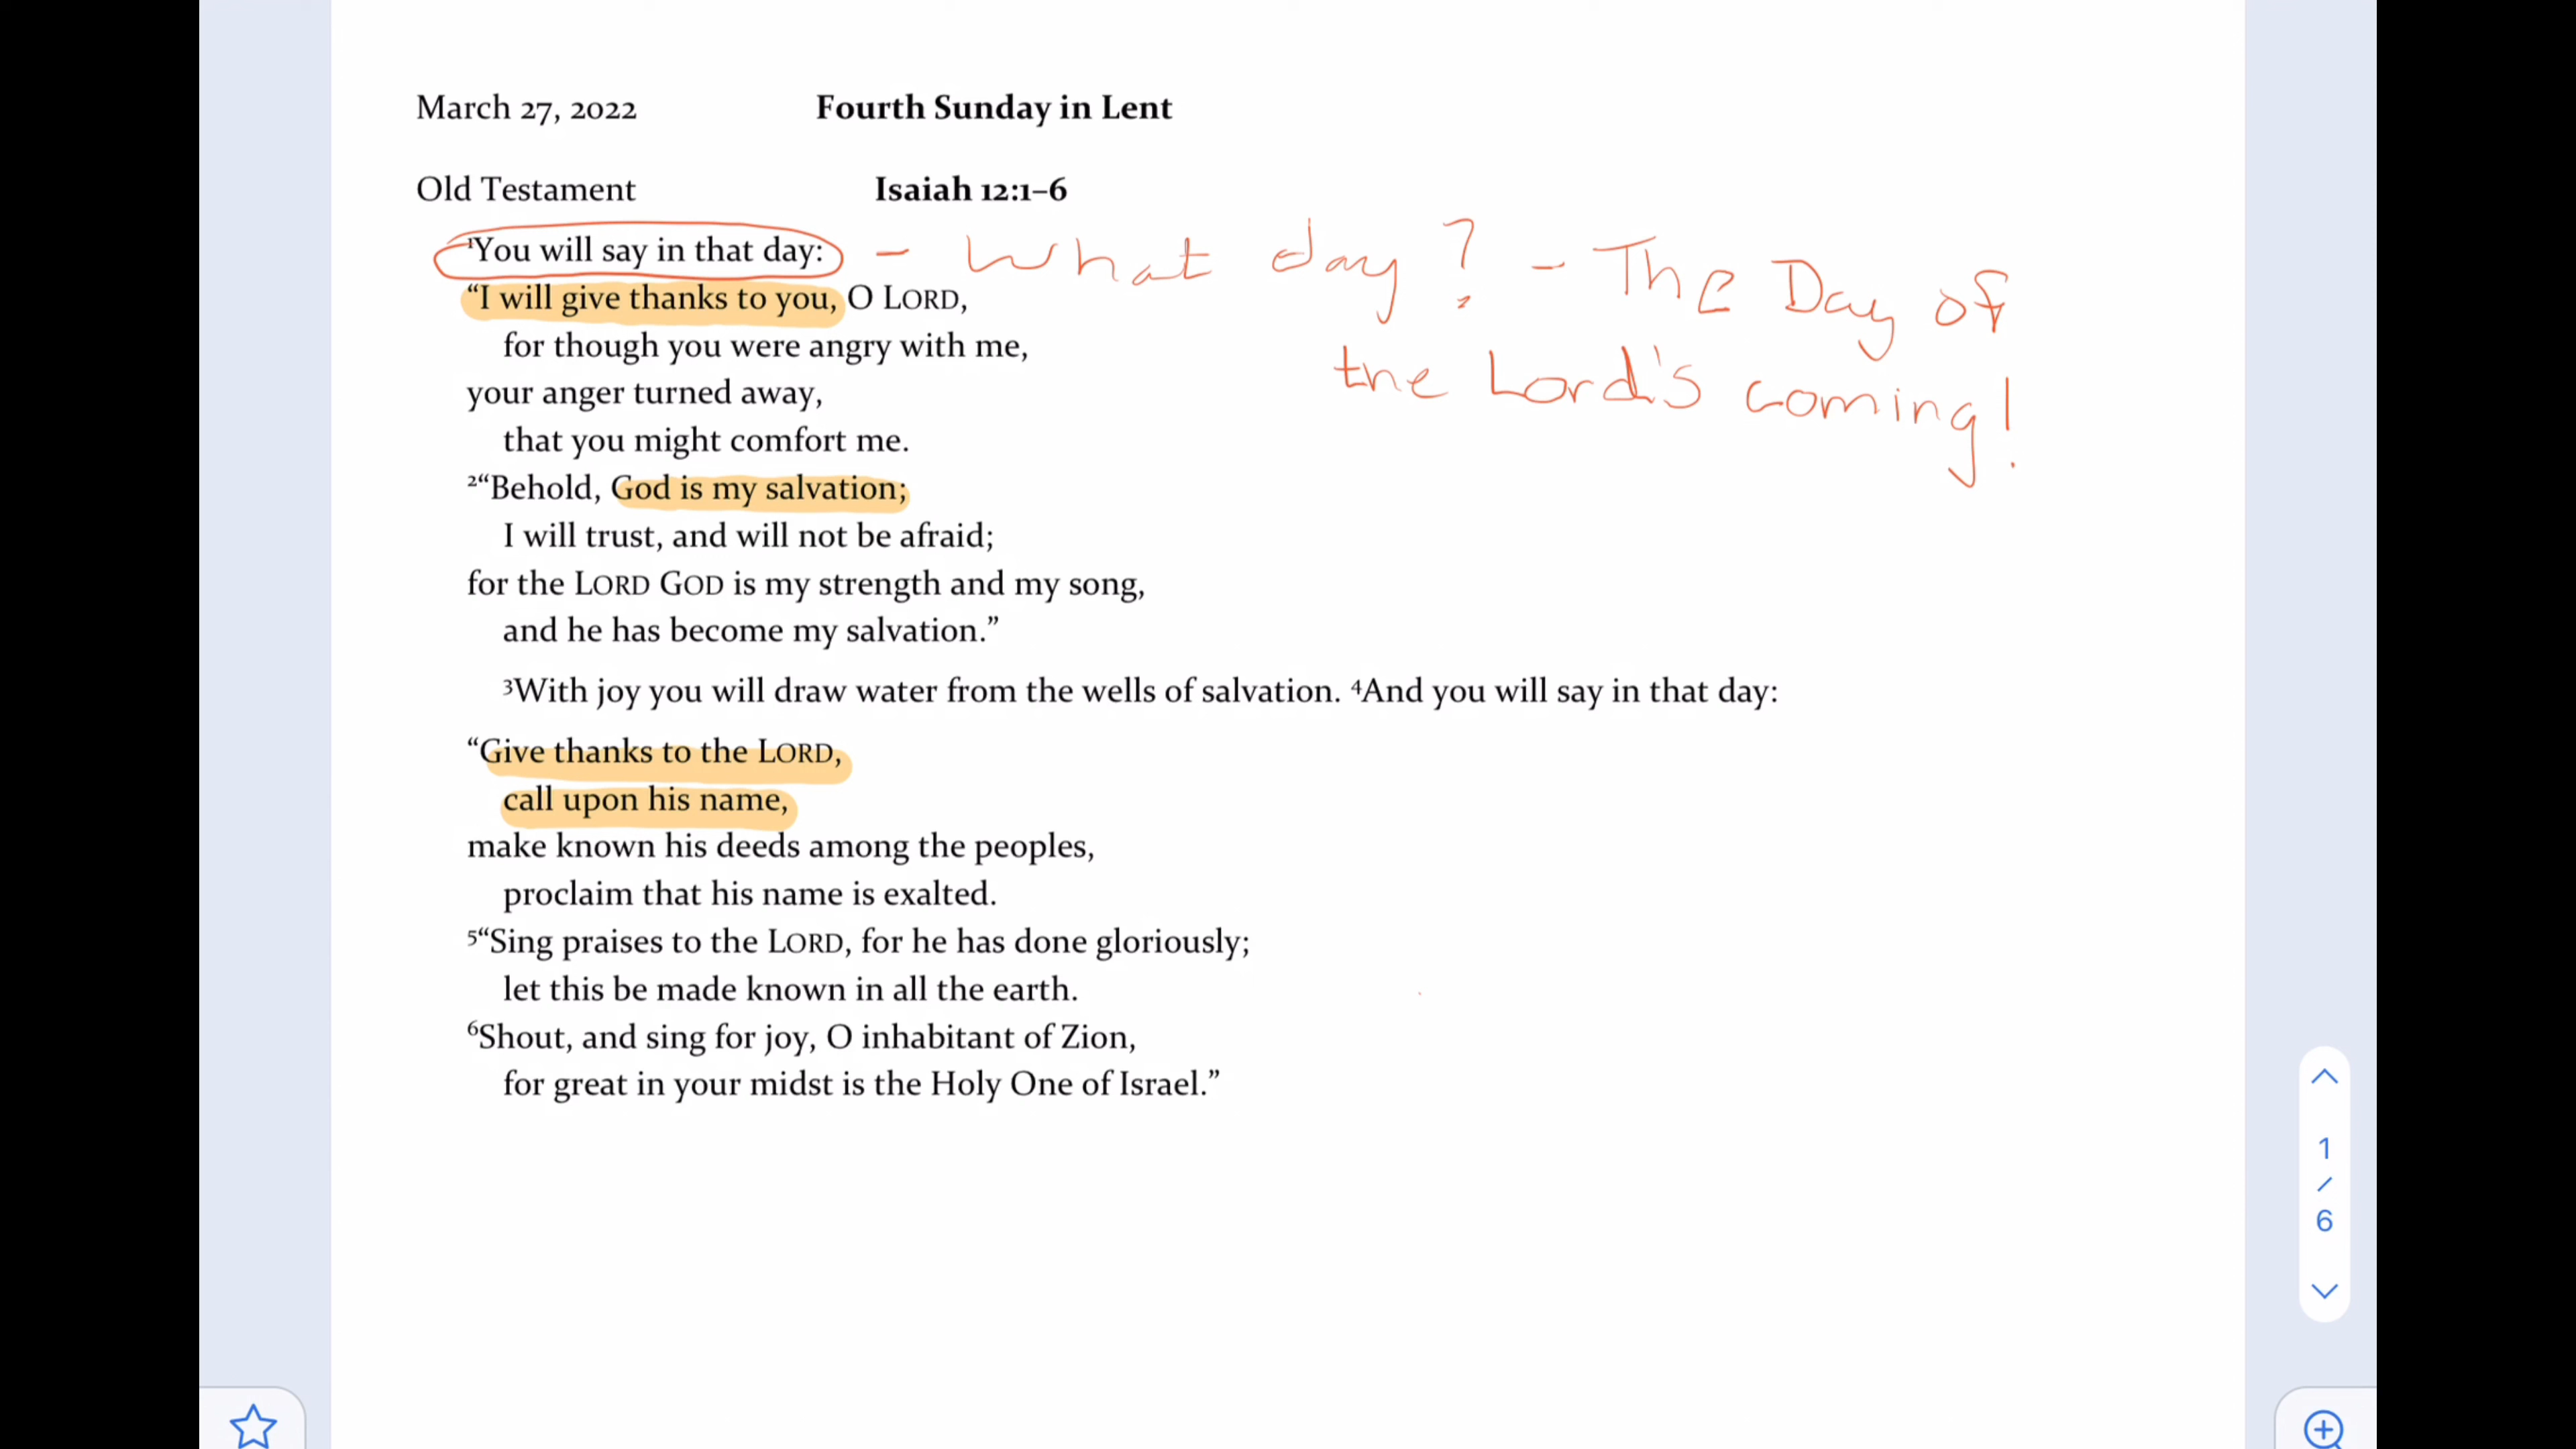 March 27, 2022 Fourth Sunday in Lent
Old Testament Isaiah 12:1–6
¹You will say in that day: - What day? - The Day of
“I will give thanks to you, O LORD,
for though you were angry with me, the Lord's coming!
your anger turned away,
that you might comfort me.
²“Behold, God is my salvation;
I will trust, and will not be afraid;
for the LORD GOD is my strength and my song,
and he has become my salvation.”
³With joy you will draw water from the wells of salvation. ⁴And you will say in that day:
“Give thanks to the LORD,
call upon his name,
make known his deeds among the peoples,
proclaim that his name is exalted.
⁵“Sing praises to the LORD, for he has done gloriously;
let this be made known in all the earth.
⁶Shout, and sing for joy, O inhabitant of Zion,
for great in your midst is the Holy One of Israel.”
1
/
6